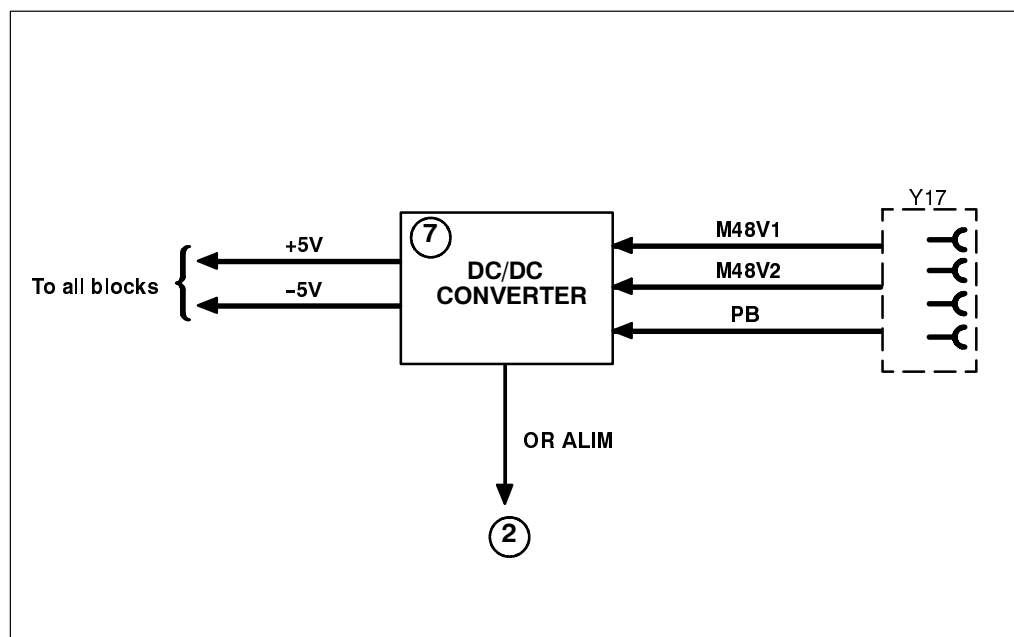 Y17
7
M48V1
+5V
DC/DC
CONVERTER
M48V2
To all blocks
–5V
PB
OR ALIM
2